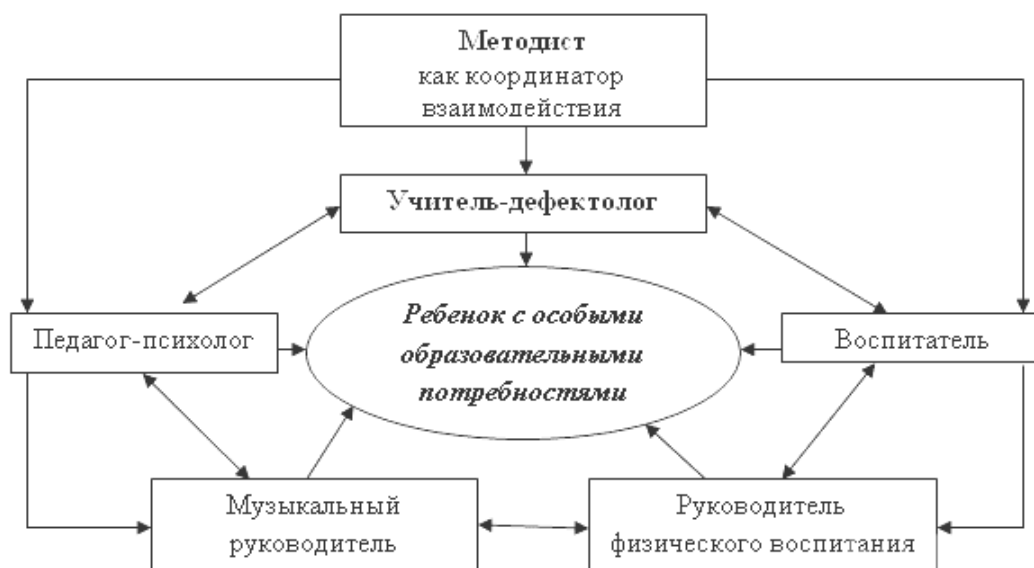 Методист
как координатор
взаимодействия
Учитель-дефектолог
Ребенок с особыми
образовательными
потребностями
Педагог-психолог
Воспитатель
Музыкальный
руководитель
Руководитель
физического воспитания